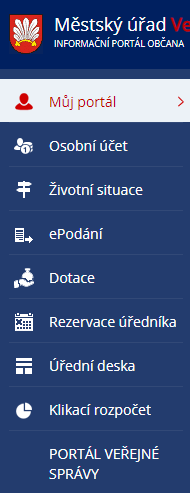 Městský úřad Ve
INFORMAČNÍ PORTÁL OBČANA
Můj portál
Osobní účet
Životní situace
ePodání
Dotace
Rezervace úředníka
Úřední deska
Klikací rozpočet
PORTÁL VEŘEJNÉ
SPRÁVY